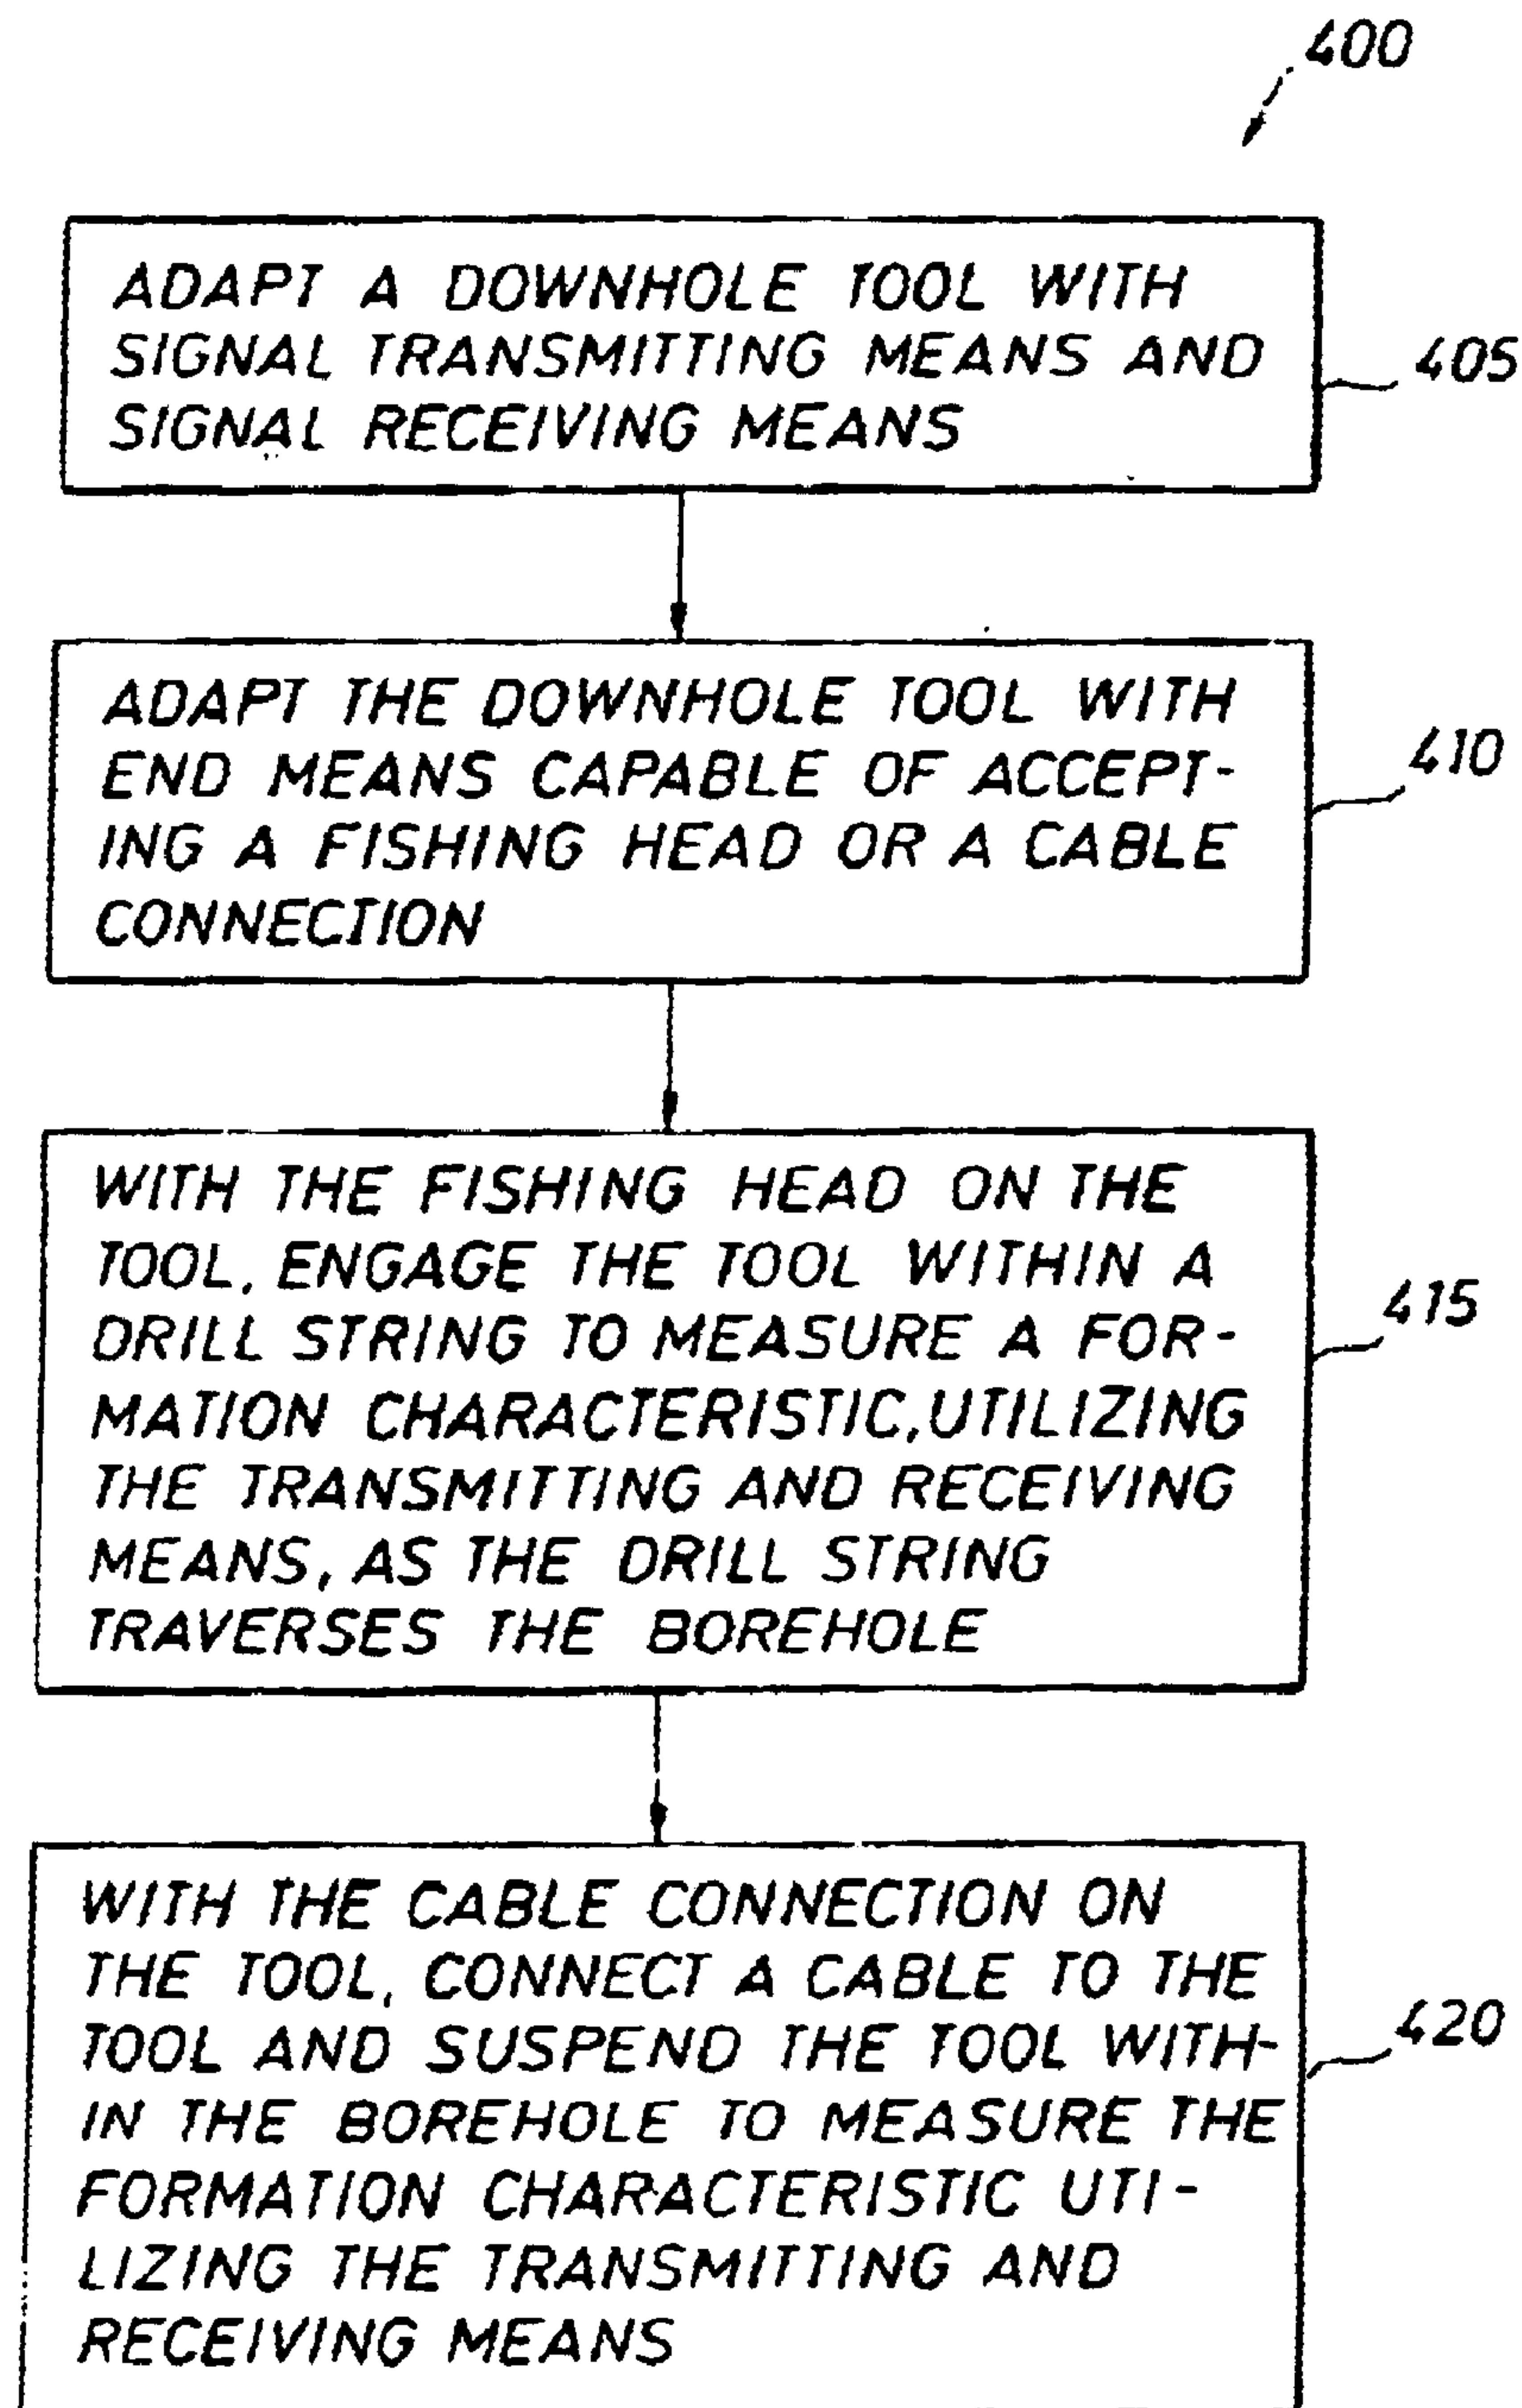 400
ADAPT A DOWNHOLE TOOL WITH
SIGNAL TRANSMITTING MEANS AND
SIGNAL RECEIVING MEANS
405
ADAPT THE DOWNHOLE TOOL WITH
END MEANS CAPABLE OF ACCEPT-
ING A FISHING HEAD OR A CABLE
CONNECTION
410
WITH THE FISHING HEAD ON THE
TOOL, ENGAGE THE TOOL WITHIN A
DRILL STRING TO MEASURE A FOR-
MATION CHARACTERISTIC, UTILIZING
THE TRANSMITTING AND RECEIVING
MEANS, AS THE DRILL STRING
TRAVERSES THE BOREHOLE
415
WITH THE CABLE CONNECTION ON
THE TOOL, CONNECT A CABLE TO THE
TOOL AND SUSPEND THE TOOL WITH-
IN THE BOREHOLE TO MEASURE THE
FORMATION CHARACTERISTIC UTI-
LIZING THE TRANSMITTING AND
RECEIVING MEANS
420